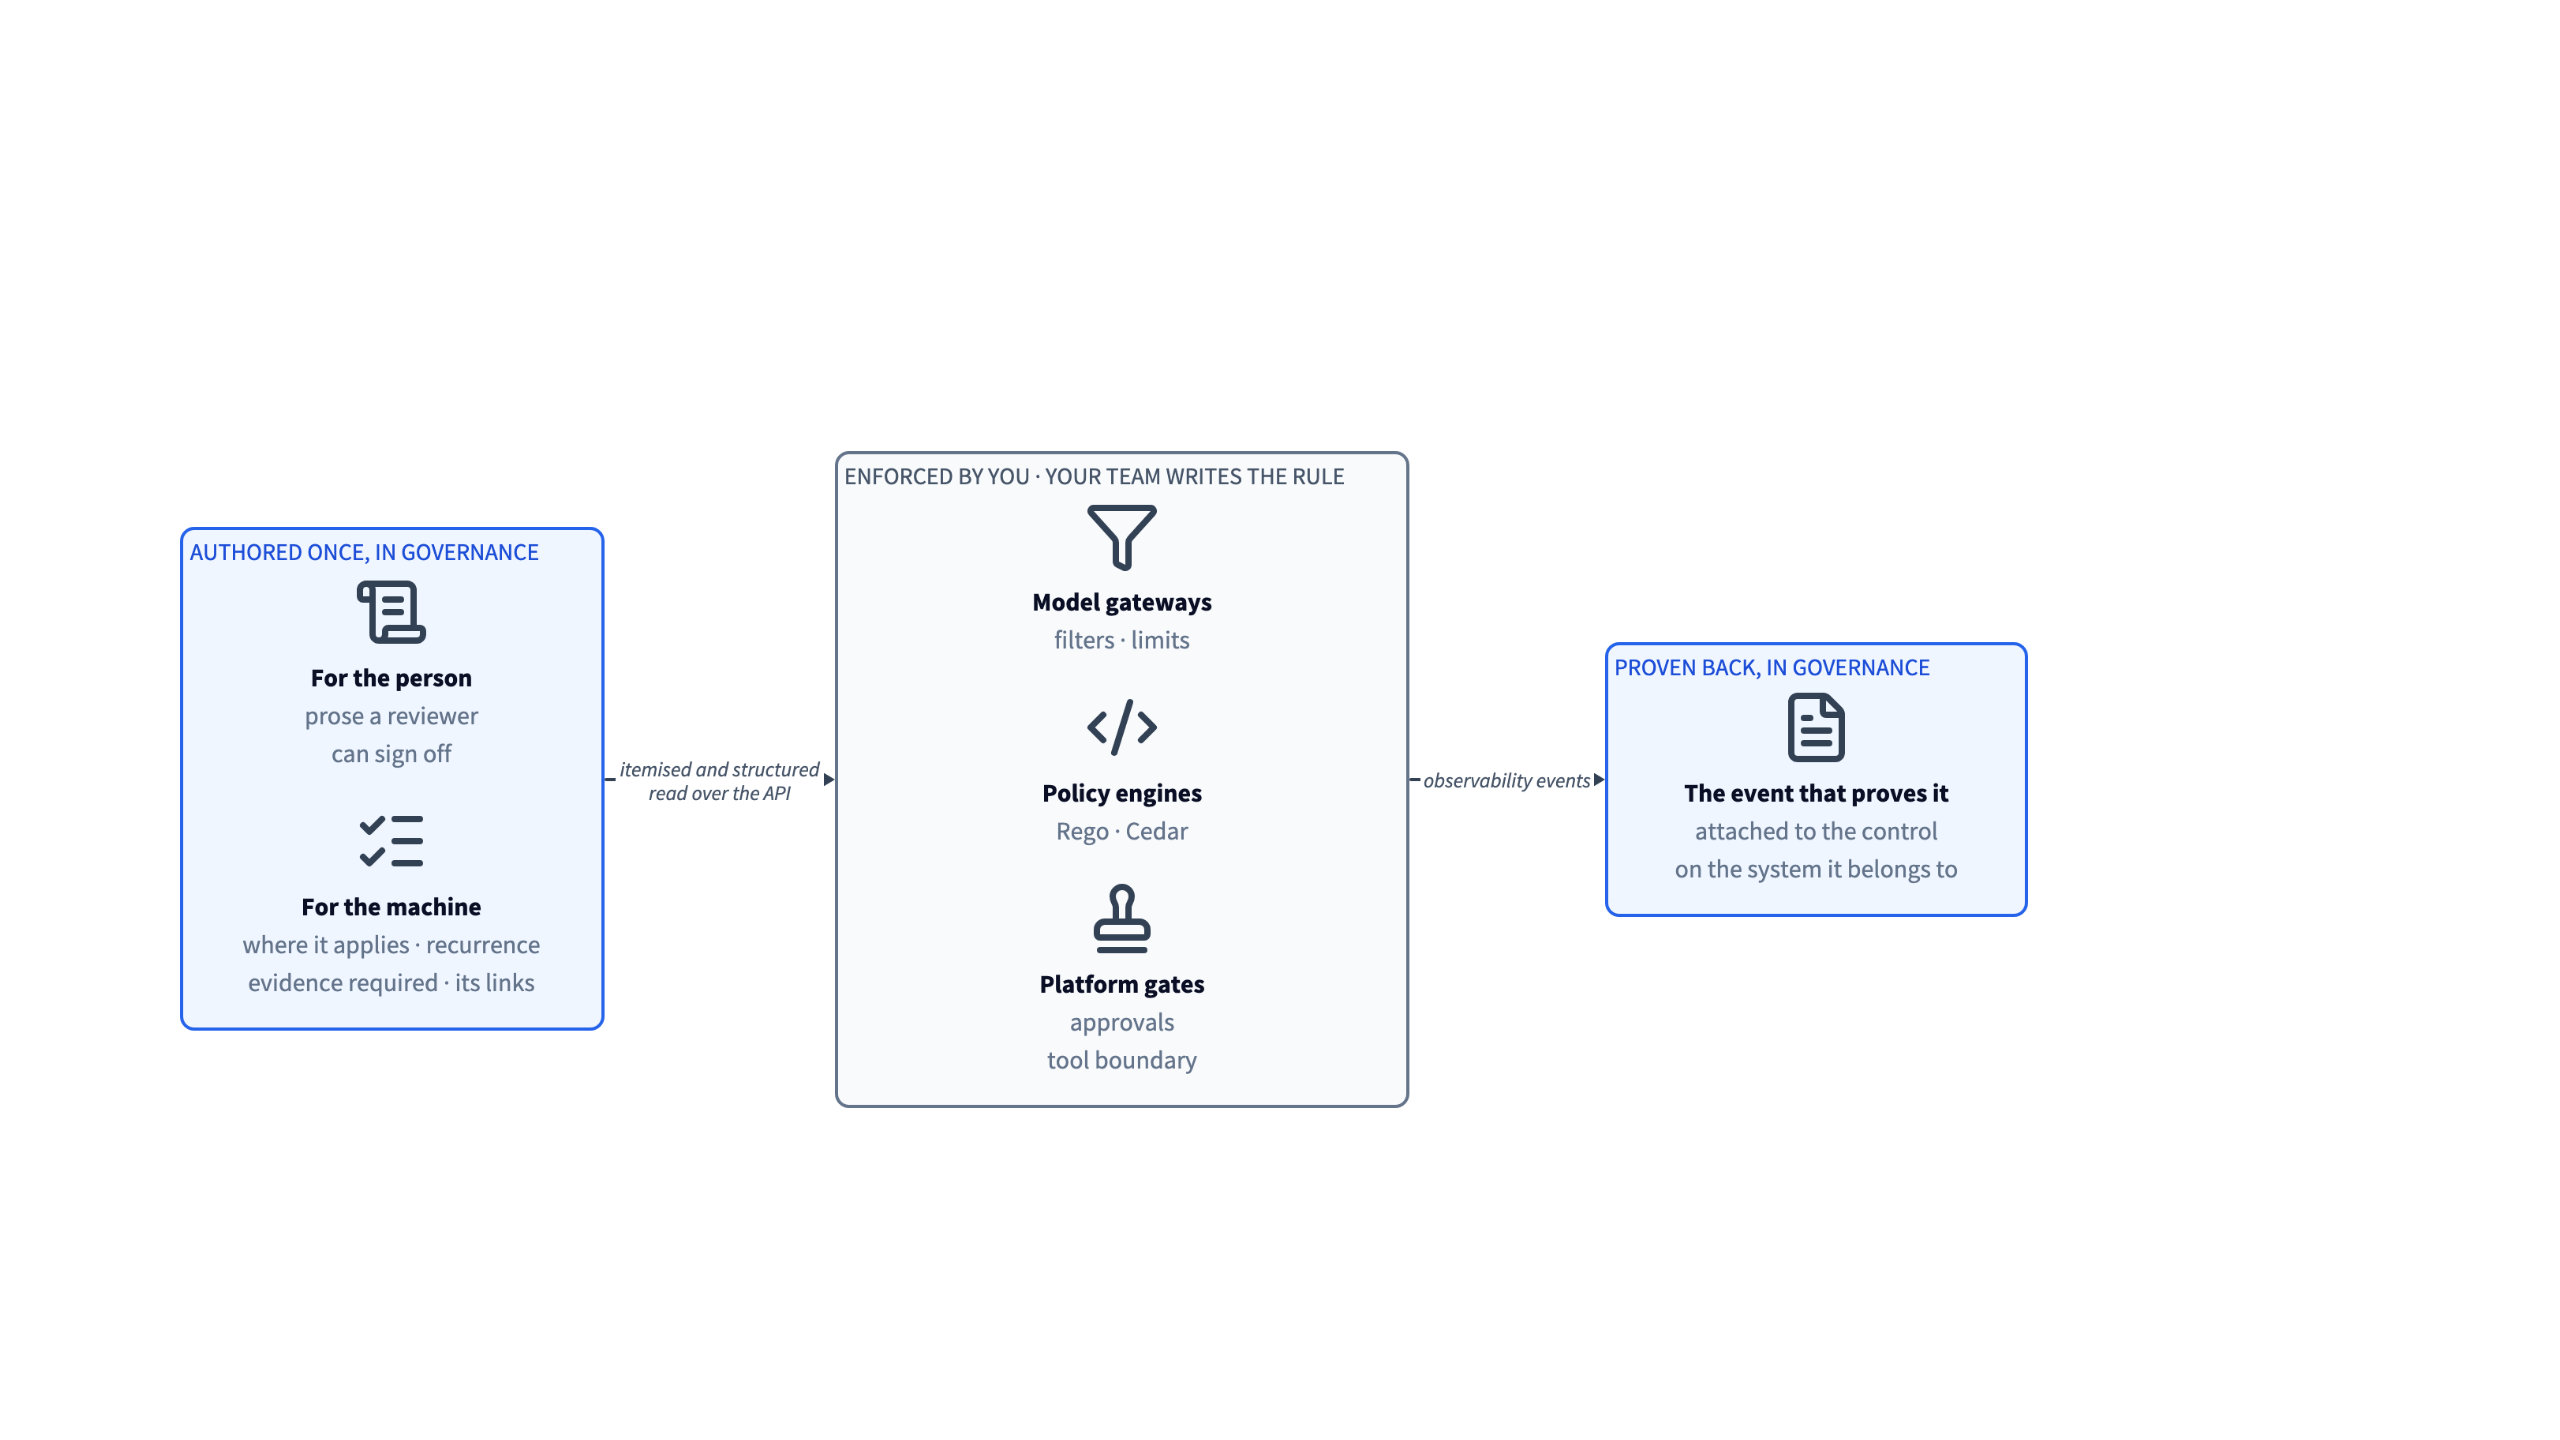 AUTHORED ONCE, IN GOVERNANCE
For the person
prose a reviewer
can sign off
For the machine
where it applies · recurrence
evidence required · its links
itemised and structured
read over the API
ENFORCED BY YOU · YOUR TEAM WRITES THE RULE
Model gateways
filters · limits
Policy engines
Rego · Cedar
Platform gates
approvals
tool boundary
observability events
PROVEN BACK, IN GOVERNANCE
The event that proves it
attached to the control
on the system it belongs to